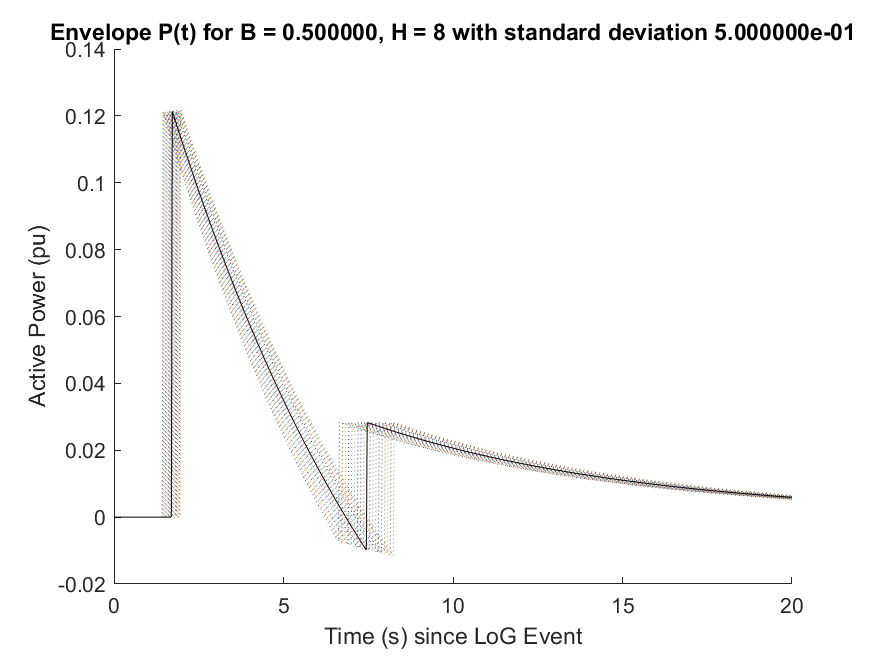 Envelope P(t) for B = 0.500000, H = 8 with standard deviation 5.000000e-01
0.14
0.12
0.1
0.08
0.06
0.04
0.02
0
-0.02
Active Power (pu)
0 5 10 15 20
Time (s) since LoG Event